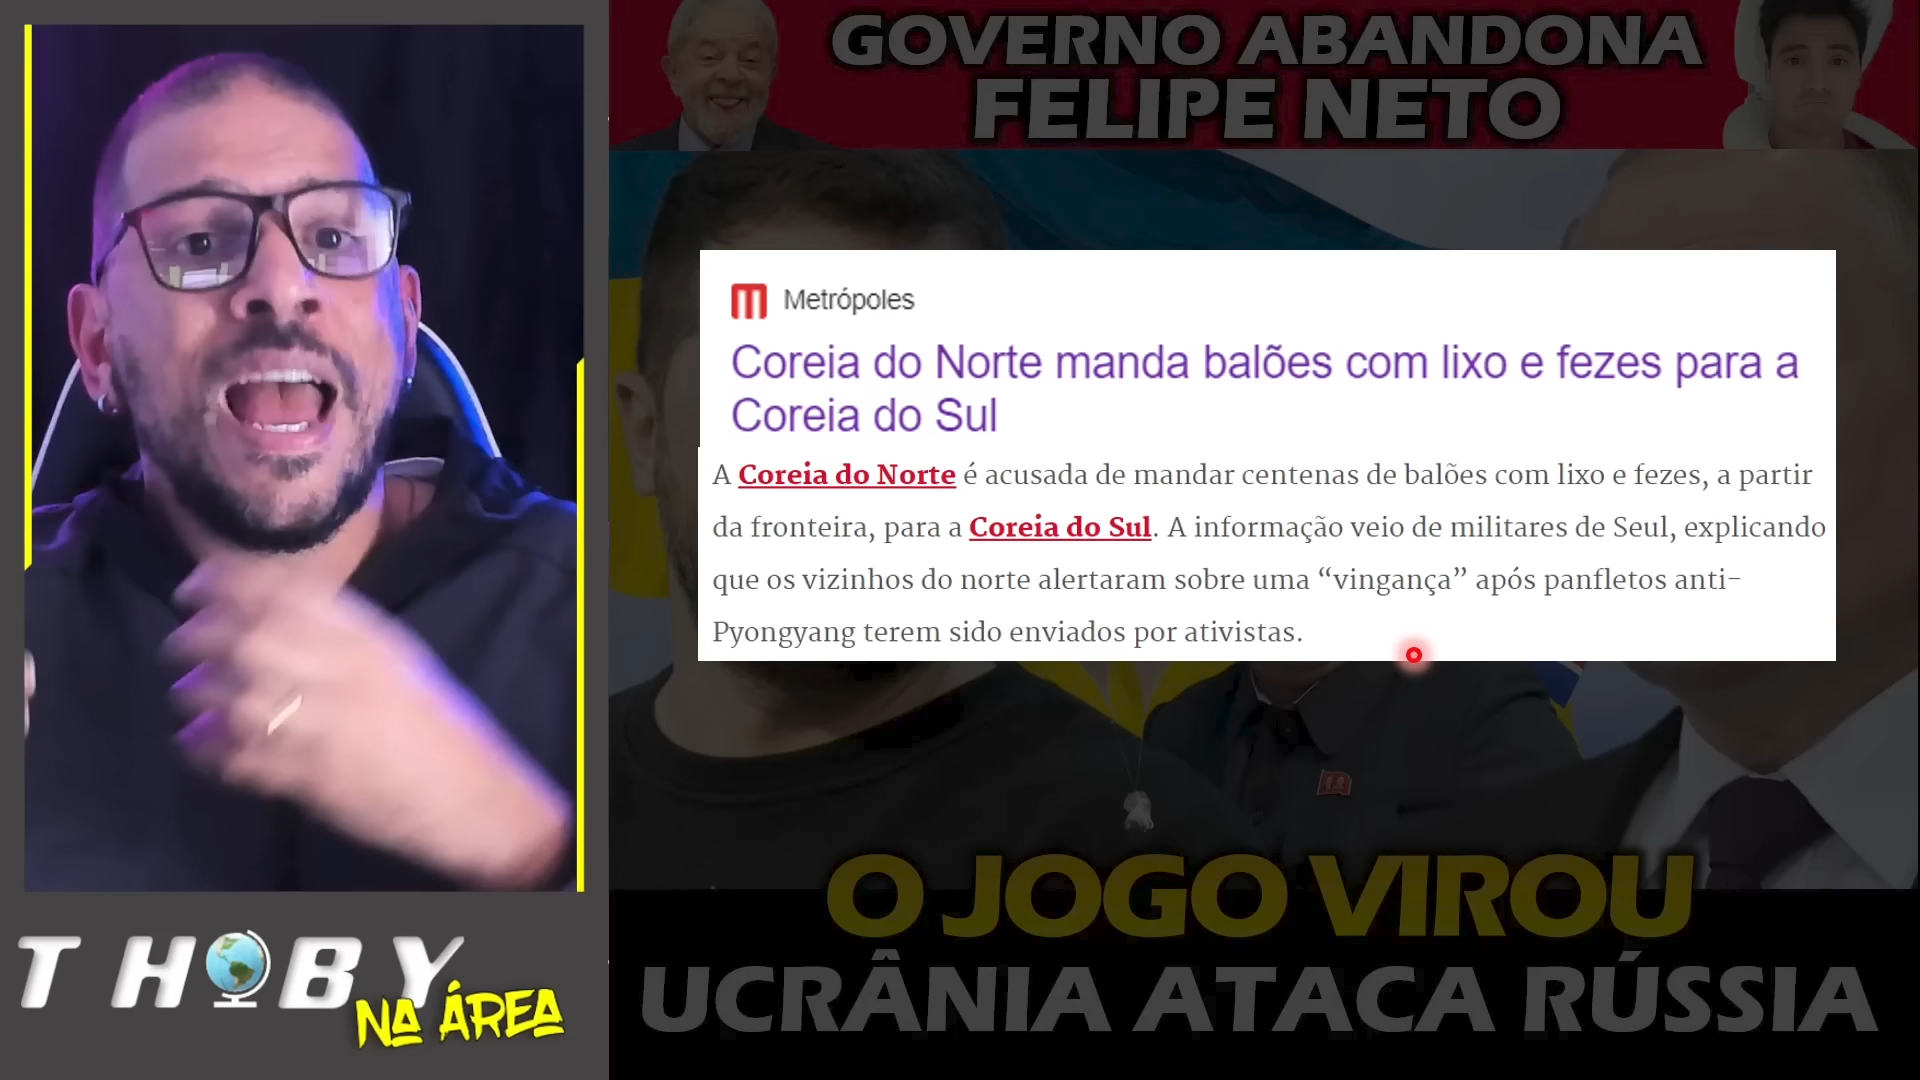 GOVERNO ABANDONA
FELIPE NETO
Metrópoles
Coreia do Norte manda balões com lixo e fezes para a
Coreia do Sul
A Coreia do Norte é acusada de mandar centenas de balões com lixo e fezes, a partir
da fronteira, para a Coreia do Sul. A informação veio de militares de Seul, explicando
que os vizinhos do norte alertaram sobre uma “vingança” após panfletos anti-
Pyongyang terem sido enviados por ativistas.
O JOGO VIROU
UCRÂNIA ATACA RÚSSIA
THOBY
NA ÁREA